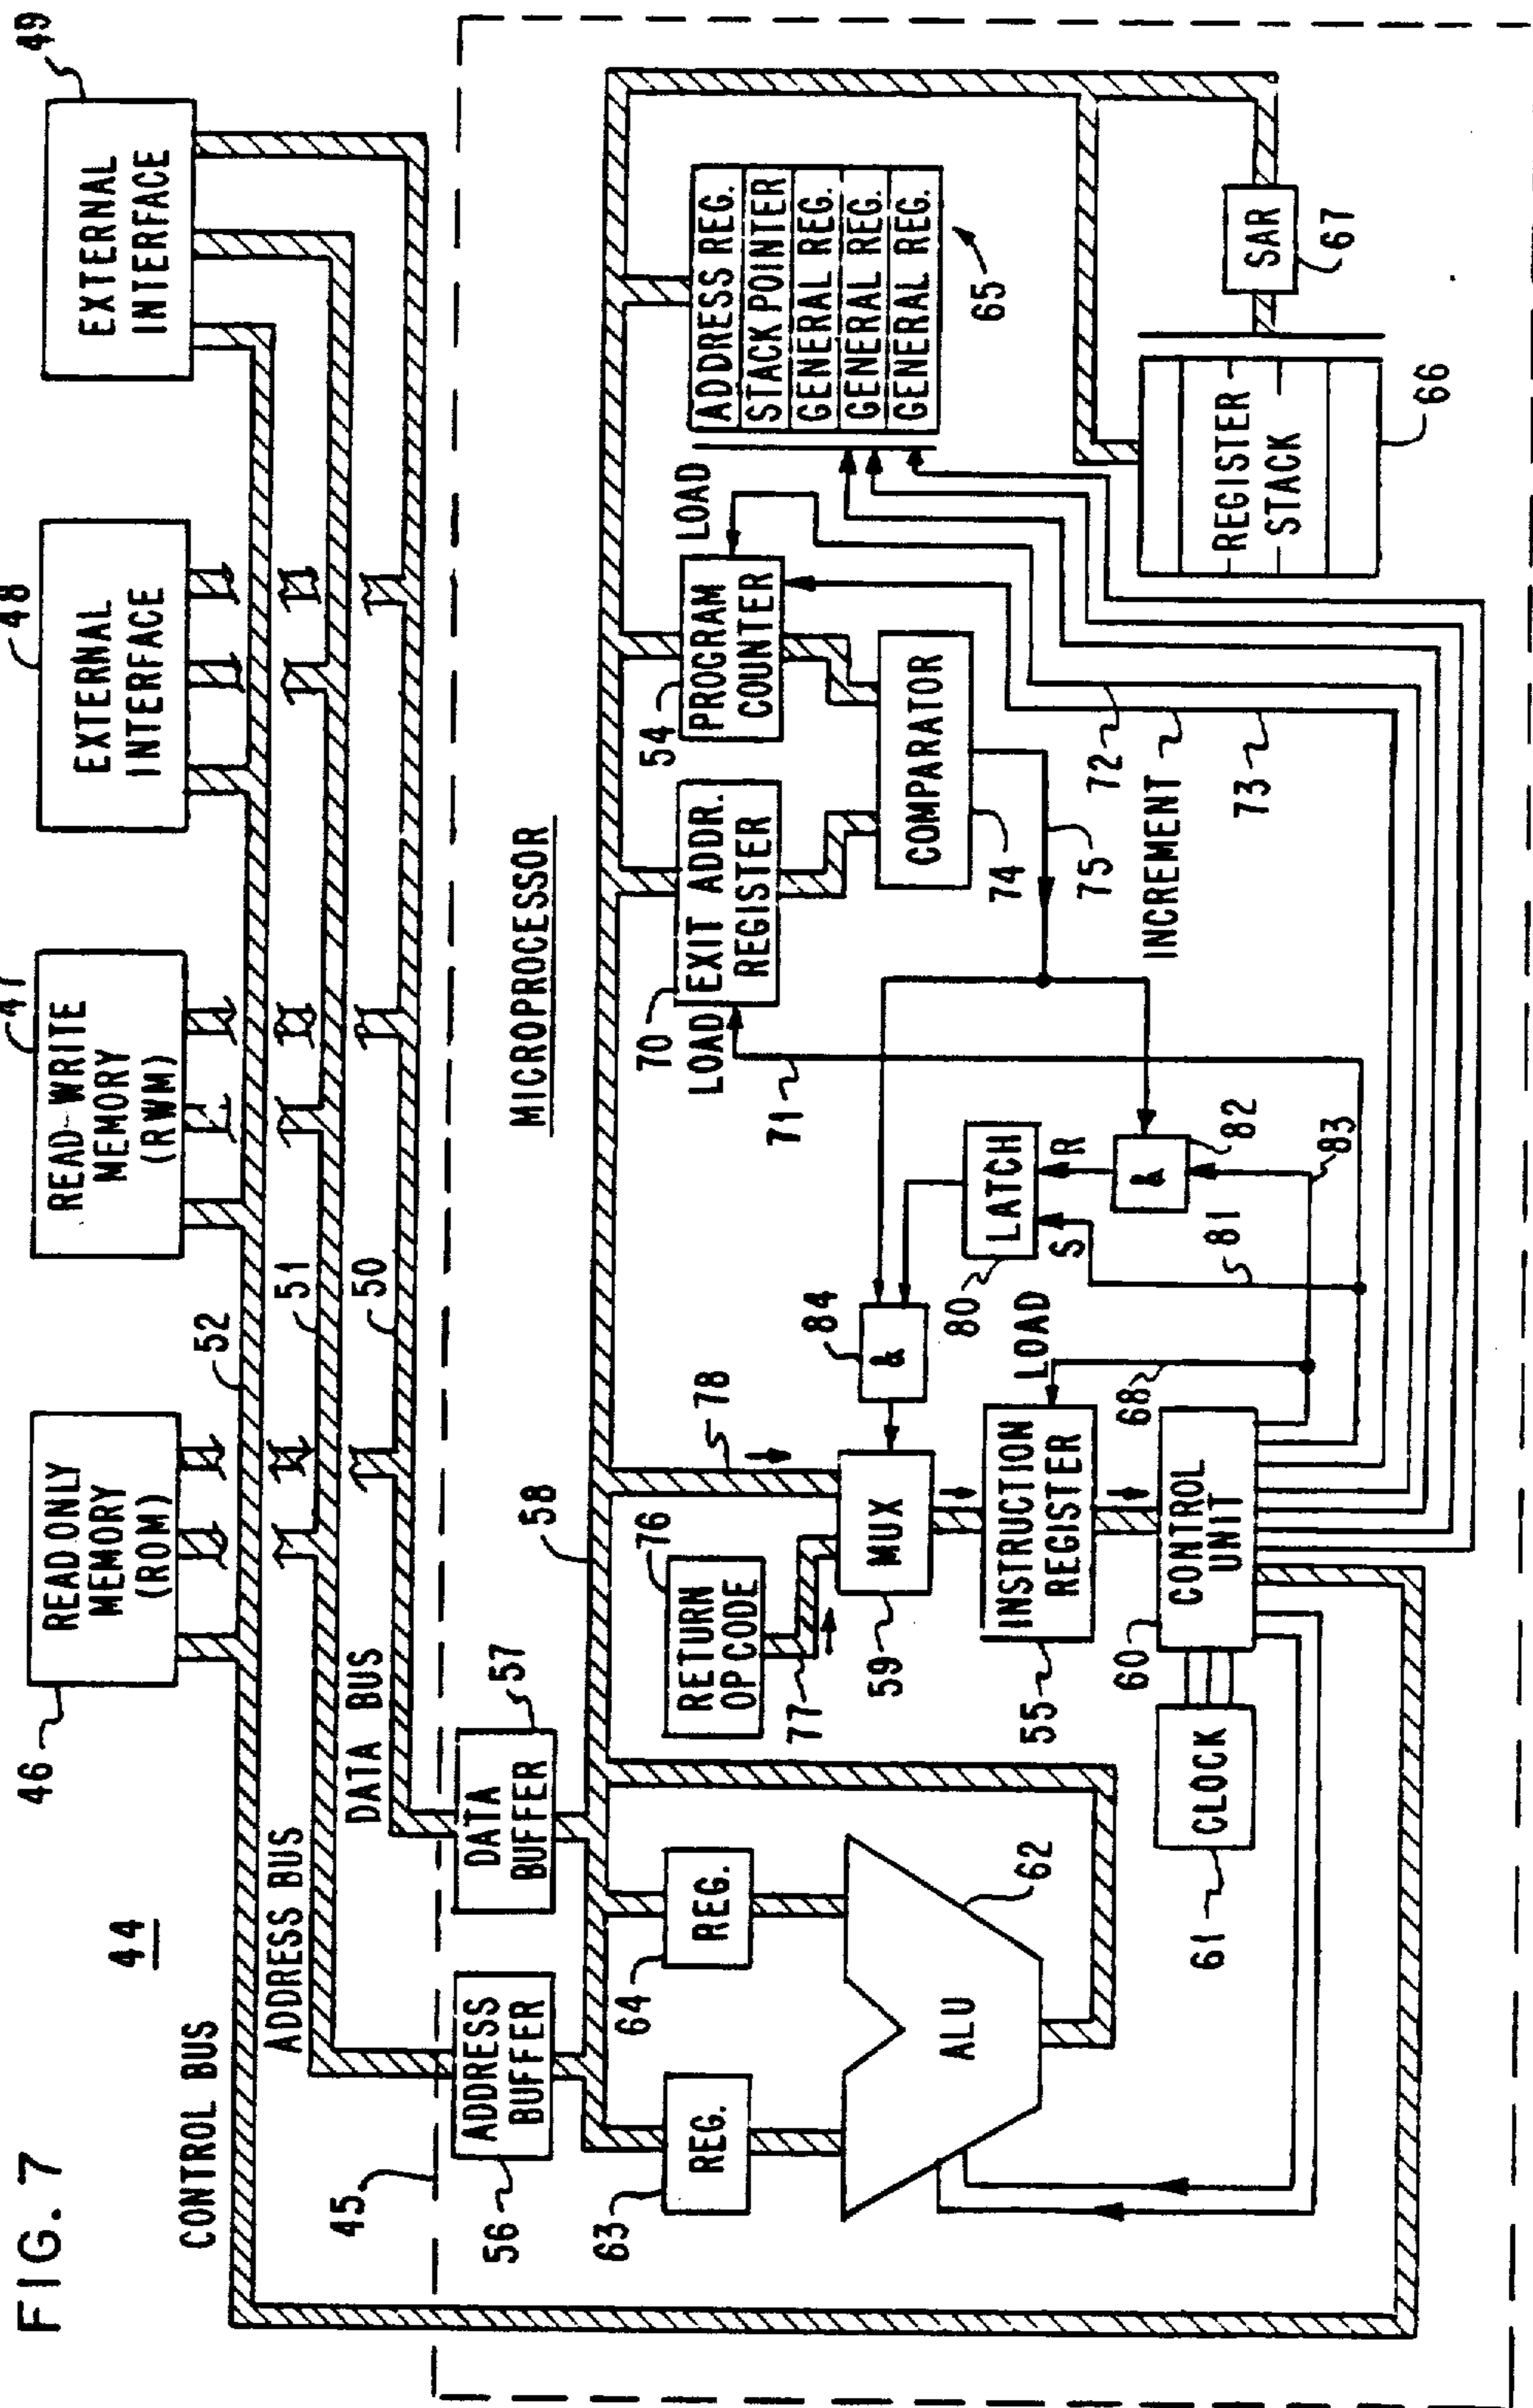 FIG. 7
44
CONTROL BUS
ADDRESS BUS
DATA BUS
46
READ ONLY
MEMORY
(ROM)
47
READ-WRITE
MEMORY
(RWM)
48
EXTERNAL
INTERFACE
49
EXTERNAL
INTERFACE
52
51
50
45
MICROPROCESSOR
56
ADDRESS
BUFFER
DATA
BUFFER
57
58
63
REG.
64
REG.
ALU
62
RETURN
OP CODE
76
77
78
59
MUX
84
&
55
INSTRUCTION
REGISTER
LOAD
68
60
CONTROL
UNIT
61
CLOCK
80
LATCH
S
R
81
&
82
83
70
LOAD
EXIT ADDR.
REGISTER
71
54
PROGRAM
COUNTER
LOAD
COMPARATOR
74
75
72
INCREMENT
73
ADDRESS REG.
STACK POINTER
GENERAL REG.
GENERAL REG.
GENERAL REG.
65
REGISTER
STACK
66
SAR
67